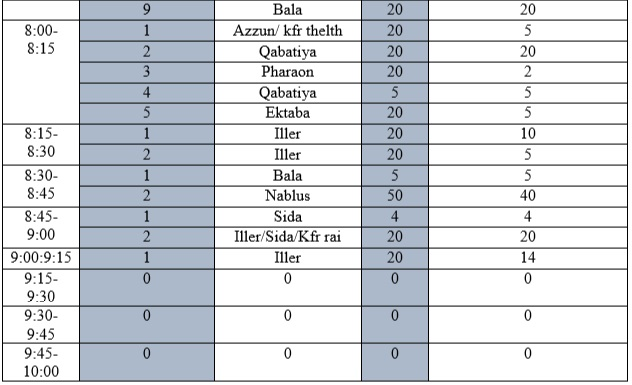 9 Bala 20 20
8:00- 1 Azzun/ kfr thelth 20 5
8:15 2 Qabatiya 20 20
3 Pharaon 20 2
4 Qabatiya 5 5
5 Ektaba 20 5
8:15- 1 Iller 20 10
8:30 2 Iller 20 5
8:30- 1 Bala 5 5
8:45 2 Nablus 50 40
8:45- 1 Sida 4 4
9:00 2 Iller/Sida/Kfr rai 20 20
9:00:9:15 1 Iller 20 14
9:15- 0 0 0 0
9:30
9:30- 0 0 0 0
9:45
9:45- 0 0 0 0
10:00